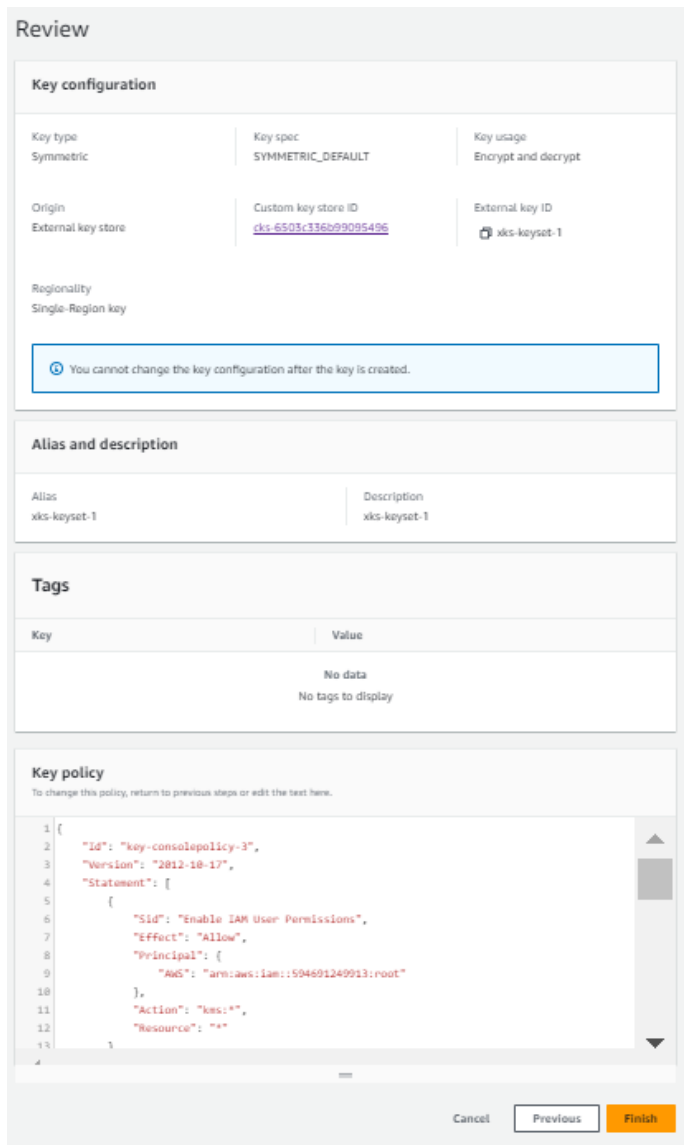 Review
Key configuration
Key type
Symmetric
Key spec
SYMMETRIC_DEFAULT
Key usage
Encrypt and decrypt
Origin
External key store
Custom key store ID
cks-6503c336b99095496
External key ID
xks-keyset-1
Regionality
Single-Region key
You cannot change the key configuration after the key is created.
Alias and description
Alias
xks-keyset-1
Description
xks-keyset-1
Tags
Key Value
No data
No tags to display
Key policy
To change this policy, return to previous steps or edit the text here.
1 {
2 "Id": "key-consolepolicy-3",
3 "Version": "2012-10-17",
4 "Statement": [
5 {
6 "Sid": "Enable IAM User Permissions",
7 "Effect": "Allow",
8 "Principal": {
9 "AWS": "arn:aws:iam::594691249913:root"
10 },
11 "Action": "kms:*",
12 "Resource": "*"
13 }
Cancel Previous Finish